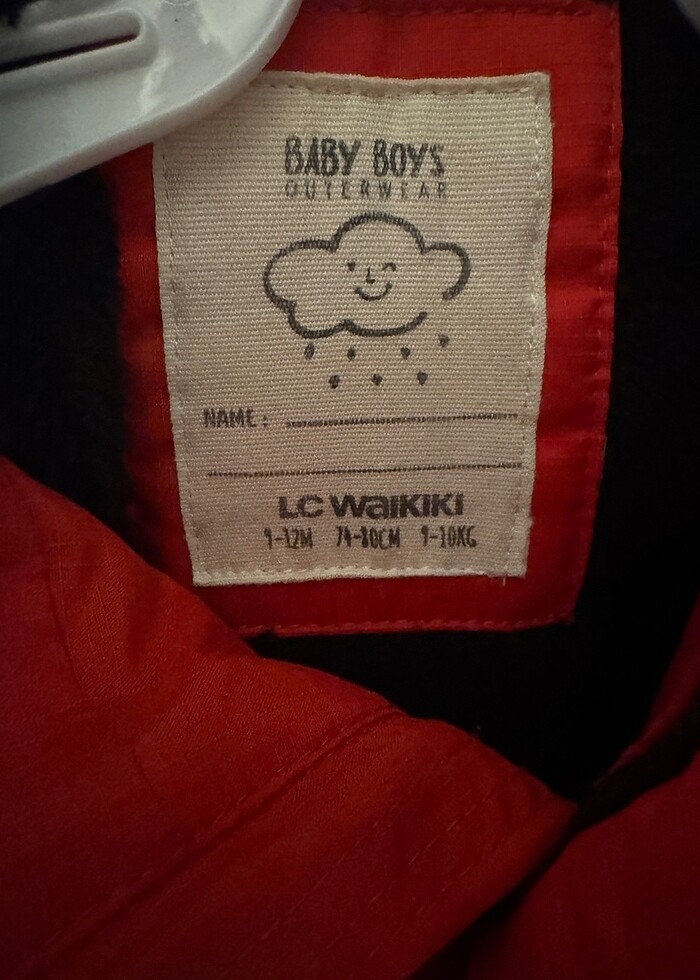 BABY BOYS
OUTERWEAR
NAME:
LC WAIKIKI
9-12M 74-80CM 9-10KG